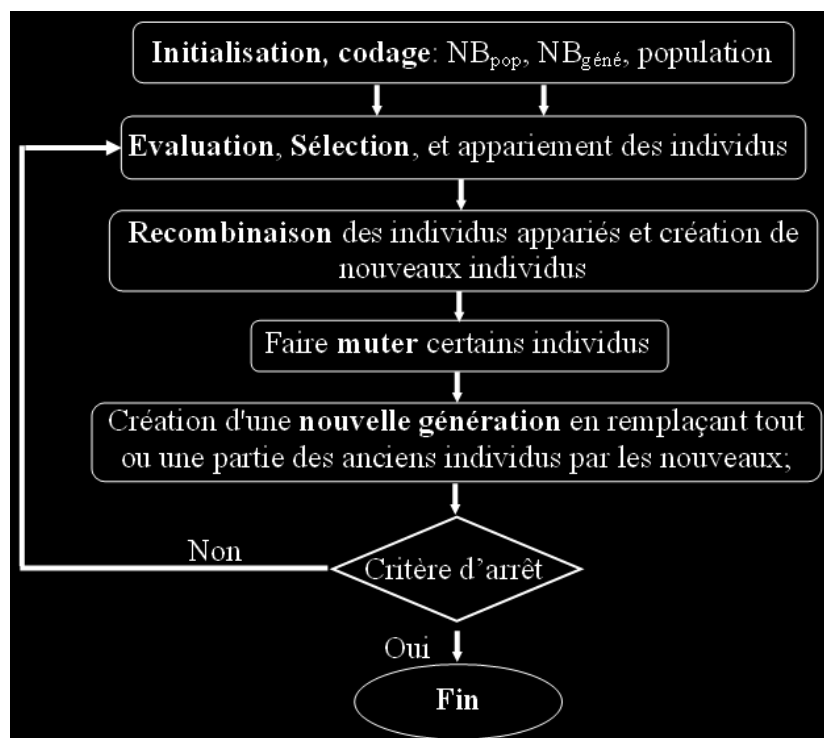 Initialisation, codage: NBpop, NBgéné, population
Evaluation, Sélection, et appariement des individus
Recombinaison des individus appariés et création de
nouveaux individus
Faire muter certains individus
Création d'une nouvelle génération en remplaçant tout
ou une partie des anciens individus par les nouveaux;
Non
Critère d’arrêt
Oui
Fin